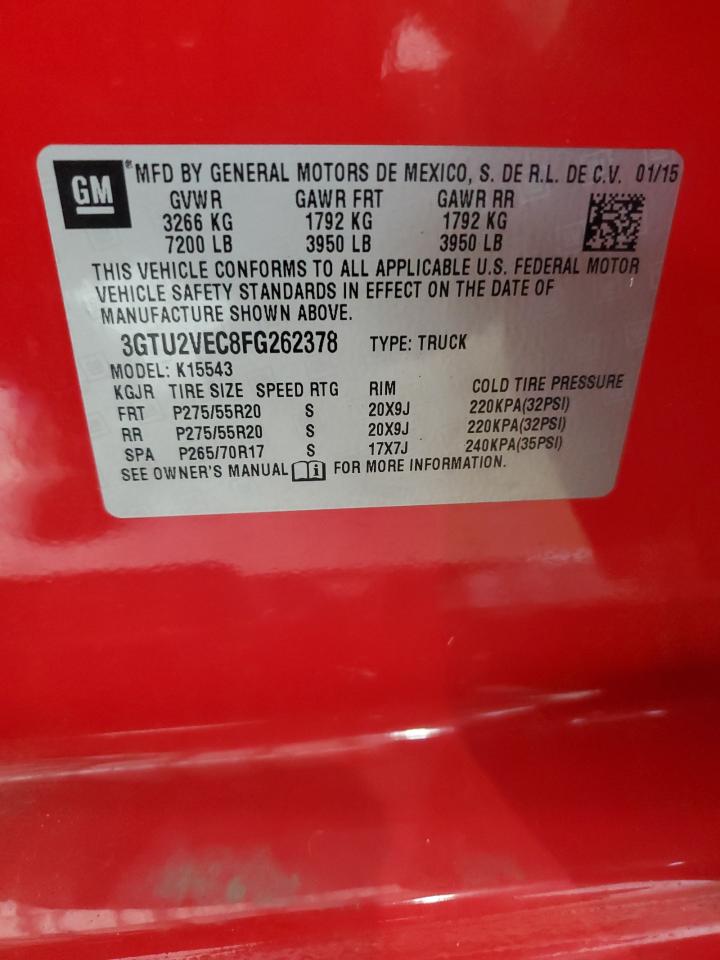 GM ® MFD BY GENERAL MOTORS DE MEXICO, S. DE R.L. DE C.V. 01/15
GVWR GAWR FRT GAWR RR
3266 KG 1792 KG 1792 KG
7200 LB 3950 LB 3950 LB
THIS VEHICLE CONFORMS TO ALL APPLICABLE U.S. FEDERAL MOTOR
VEHICLE SAFETY STANDARDS IN EFFECT ON THE DATE OF
MANUFACTURE SHOWN ABOVE.
3GTU2VEC8FG262378 TYPE: TRUCK
MODEL: K15543
KGJR TIRE SIZE SPEED RTG RIM COLD TIRE PRESSURE
FRT P275/55R20 S 20X9J 220KPA(32PSI)
RR P275/55R20 S 20X9J 220KPA(32PSI)
SPA P265/70R17 S 17X7J 240KPA(35PSI)
SEE OWNER'S MANUAL i FOR MORE INFORMATION.